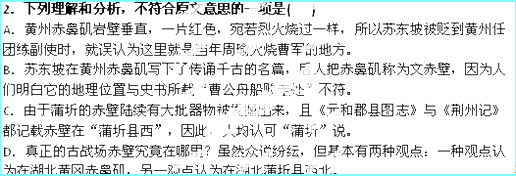 2. 下列理解和分析，不符合原文意思的一项是(    )
A．黄州赤鼻矶岩壁垂直，一片红色，宛若烈火烧过一样，所以苏东坡被贬到黄州任
团练副使时，就误认为这里就是当年周瑜火烧曹军的地方。
B．苏东坡在黄州赤鼻矶写下了传诵千古的名篇，后人把赤鼻矶称为文赤壁，因为人
们明白它的地理位置与史书所载“曹公舟船 处”不符。
C．由于蒲圻的赤壁陆续有大批器物被 出来，且《元和郡县图志》与《荆州记》
都记载赤壁在“蒲圻县西”，因此，人均认可“蒲圻”说。
D．真正的古战场赤壁究竟在哪里？虽然众说纷纭，但基本有两种观点：一种观点认
为在湖北黄冈赤鼻矶，另一观点认为在湖北蒲圻县西北。